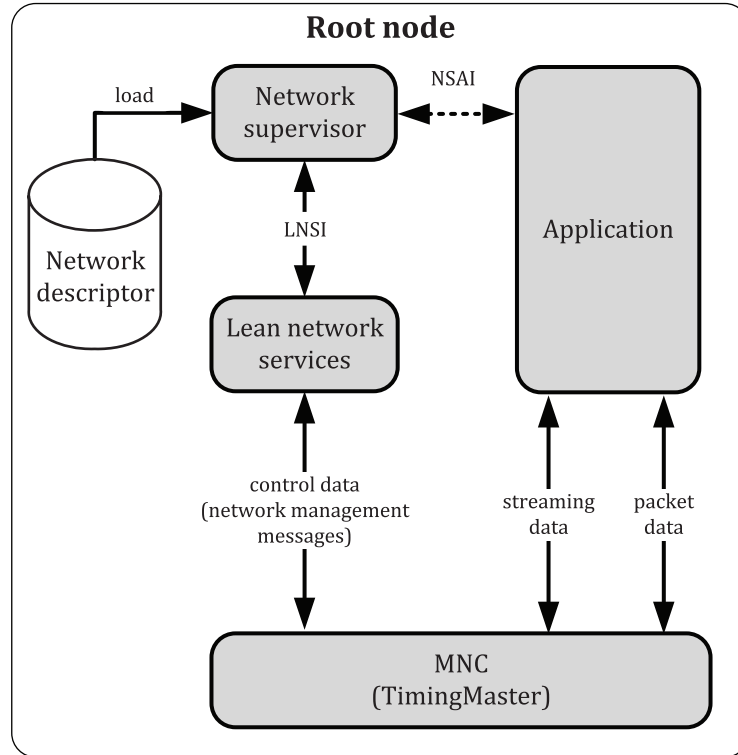 Root node
load
Network
supervisor
NSAI
Network
descriptor
LNSI
Application
Lean network
services
control data
(network management
messages)
streaming
data
packet
data
MNC
(TimingMaster)